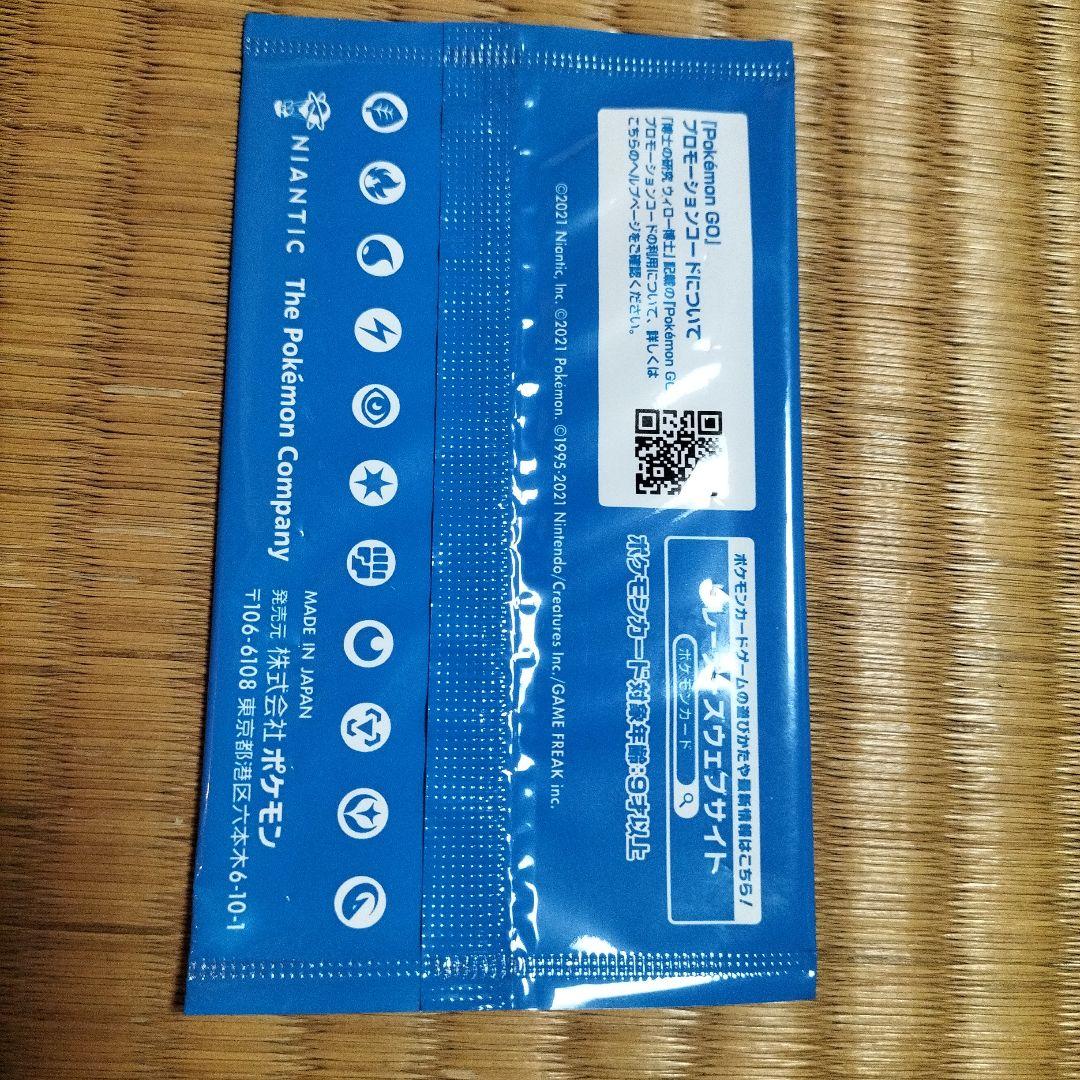 「Pokémon GO」
プロモーションコードについて
「博士の研究 ウィロー博士」記載の「Pokémon GO
プロモーションコードの利用について、詳しくは
こちらのヘルプページをご確認ください。
ポケモンカードゲームの遊びかたや最新情報はこちら!
スウェブサイト
ポケモンカード
ポケモンカード対象年齢:9才以上
©2021 Niantic, Inc. ©2021 Pokémon. ©1995-2021 Nintendo/Creatures Inc./GAME FREAK inc.
NIANTIC The Pokémon Company
MADE IN JAPAN
発売元 株式会社 ポケモン
〒106-6108 東京都港区六本木6-10-1